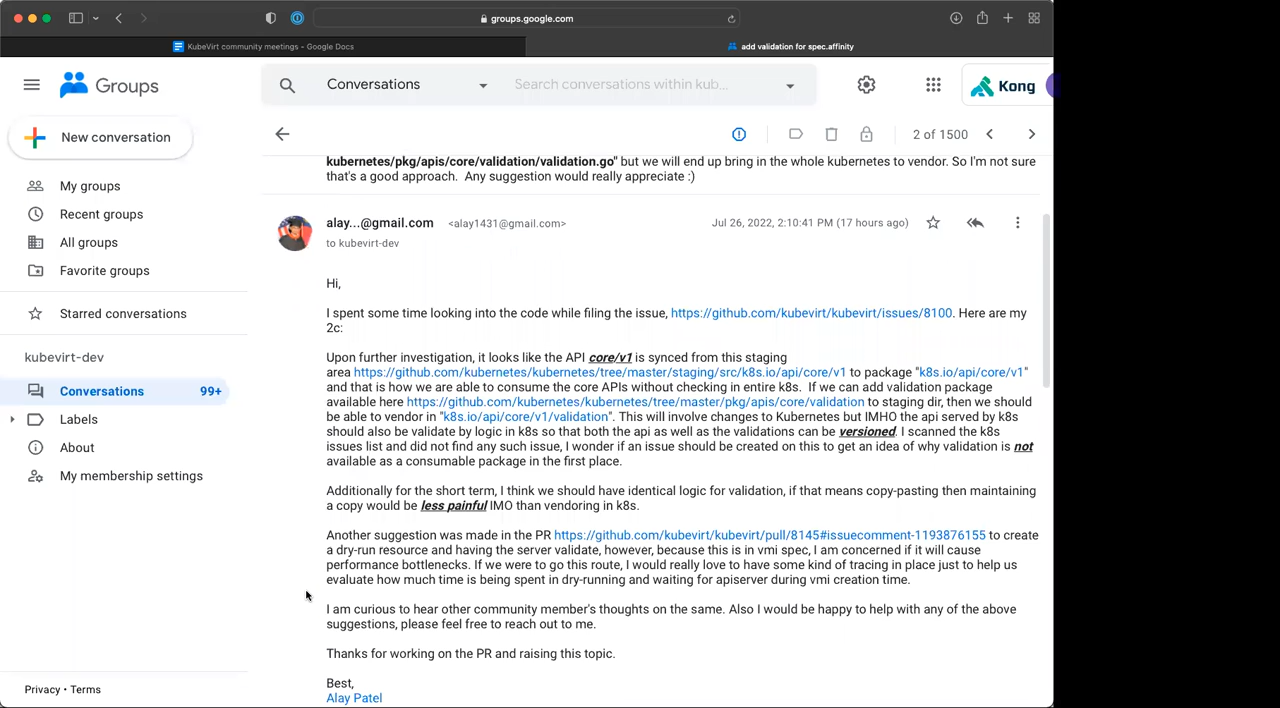 groups.google.com
KubeVirt community meetings – Google Docs
add validation for spec.affinity
Groups
Conversations
Search conversations within kub...
Kong
New conversation
2 of 1500
My groups
Recent groups
All groups
Favorite groups
Starred conversations
kubevirt-dev
Conversations
99+
Labels
About
My membership settings
Privacy • Terms
kubernetes/pkg/apis/core/validation/validation.go" but we will end up bring in the whole kubernetes to vendor. So I'm not sure
that's a good approach.  Any suggestion would really appreciate :)
alay...@gmail.com <alay1431@gmail.com>
Jul 26, 2022, 2:10:41 PM (17 hours ago)
to kubevirt-dev
Hi,
I spent some time looking into the code while filing the issue, https://github.com/kubevirt/kubevirt/issues/8100. Here are my
2c:
Upon further investigation, it looks like the API core/v1 is synced from this staging
area https://github.com/kubernetes/kubernetes/tree/master/staging/src/k8s.io/api/core/v1 to package "k8s.io/api/core/v1"
and that is how we are able to consume the core APIs without checking in entire k8s.  If we can add validation package
available here https://github.com/kubernetes/kubernetes/tree/master/pkg/apis/core/validation to staging dir, then we should
be able to vendor in "k8s.io/api/core/v1/validation". This will involve changes to Kubernetes but IMHO the api served by k8s
should also be validate by logic in k8s so that both the api as well as the validations can be versioned. I scanned the k8s
issues list and did not find any such issue, I wonder if an issue should be created on this to get an idea of why validation is not
available as a consumable package in the first place.
Additionally for the short term, I think we should have identical logic for validation, if that means copy-pasting then maintaining
a copy would be less painful IMO than vendoring in k8s.
Another suggestion was made in the PR https://github.com/kubevirt/kubevirt/pull/8145#issuecomment-1193876155 to create
a dry-run resource and having the server validate, however, because this is in vmi spec, I am concerned if it will cause
performance bottlenecks. If we were to go this route, I would really love to have some kind of tracing in place just to help us
evaluate how much time is being spent in dry-running and waiting for apiserver during vmi creation time.
I am curious to hear other community member's thoughts on the same. Also I would be happy to help with any of the above
suggestions, please feel free to reach out to me.
Thanks for working on the PR and raising this topic.
Best,
Alay Patel